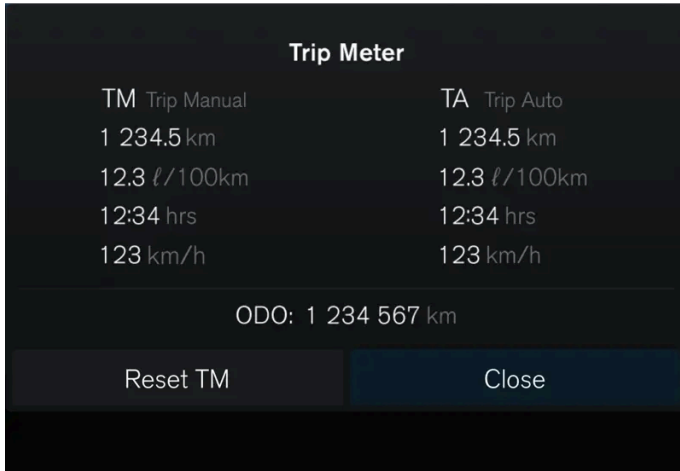 Trip Meter
TM Trip Manual
1 234.5 km
12.3 ℓ/100km
12:34 hrs
123 km/h
TA Trip Auto
1 234.5 km
12.3 ℓ/100km
12:34 hrs
123 km/h
ODO: 1 234 567 km
Reset TM
Close